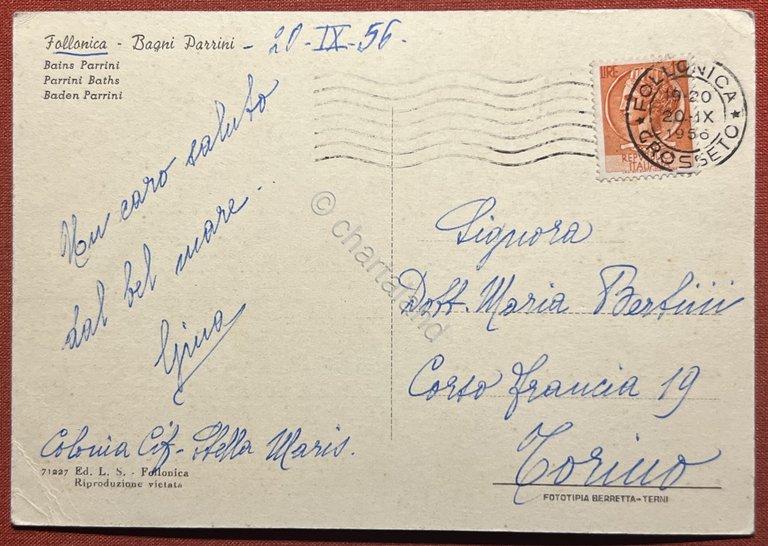 Follonica - Bagni Parrini - 20-IX-56.
Bains Parrini
Parrini Baths
Baden Parrini
Un caro saluto
dal bel mare...
Gina
Colonia Cif-Stella Maris.
71227 Ed. L. S. - Follonica
Riproduzione vietata
LIRE
REPVBBLICA
ITALIANA
★ FOLLONICA ★
19-20
20-IX
1956
GROSSETO
Signora
Dott. Maria Bertini
Corso Francia 19
Torino
FOTOTIPIA BERRETTA - TERNI
© chartaland